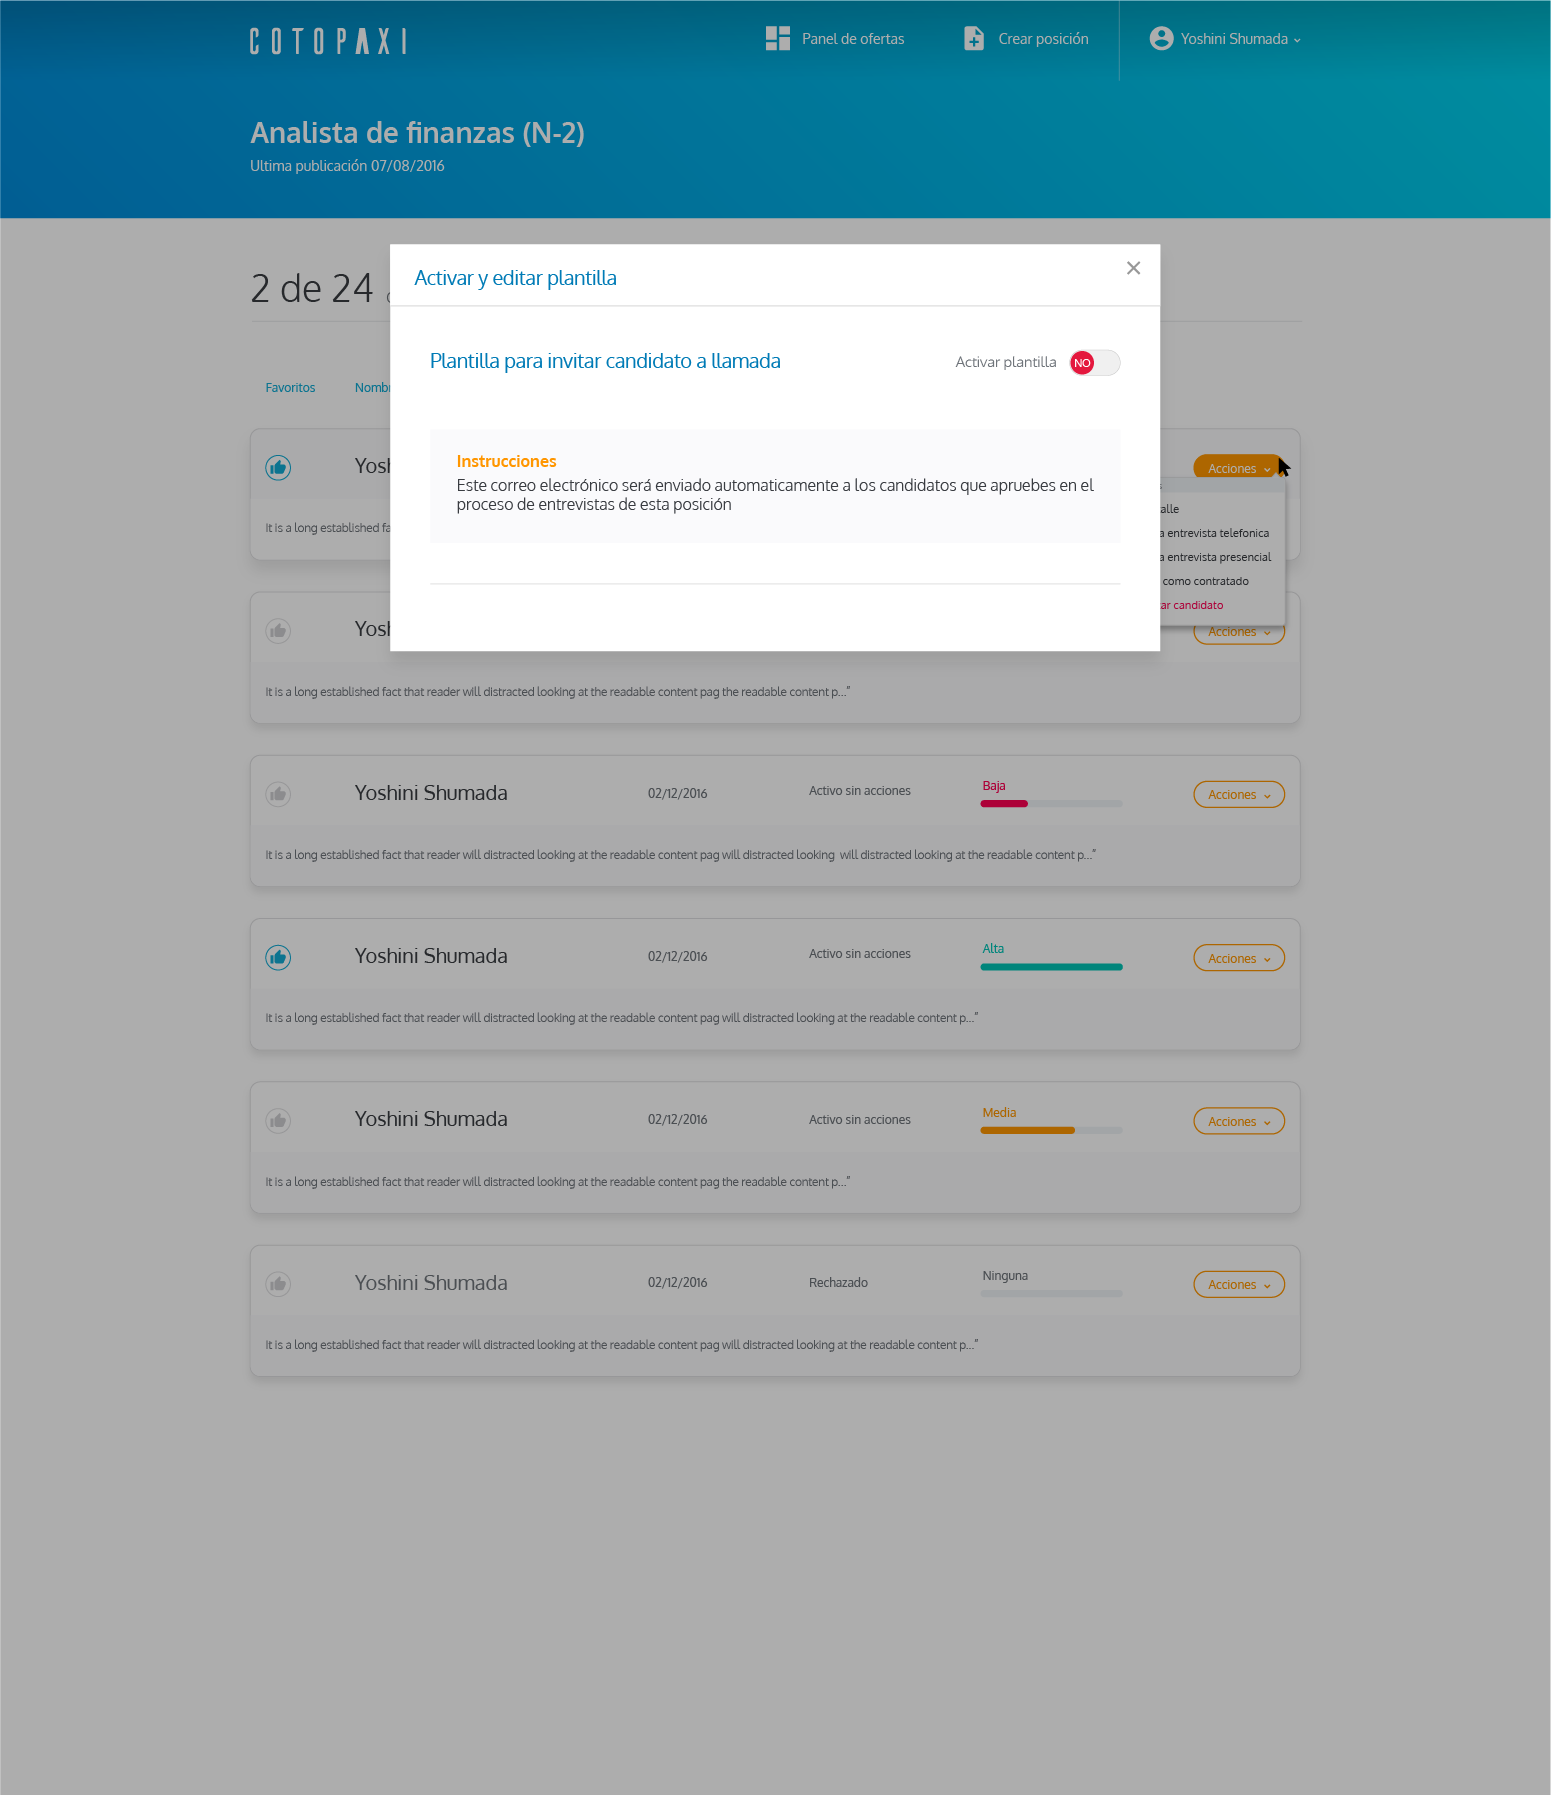 COTOPAXI
Panel de ofertas
Crear posición
Yoshini Shumada
Analista de finanzas (N-2)
Ultima publicación 07/08/2016
2 de 24
Activar y editar plantilla
Plantilla para invitar candidato a llamada
Activar plantilla
NO
Instrucciones
Este correo electrónico será enviado automaticamente a los candidatos que apruebes en el
proceso de entrevistas de esta posición
Favoritos
Acciones
entrevista telefonica
entrevista presencial
como contratado
candidato
It is a long established
Acciones
It is a long established fact that reader will distracted looking at the readable content pag the readable content p..."
Yoshini Shumada
02/12/2016
Activo sin acciones
Baja
Acciones
It is a long established fact that reader will distracted looking at the readable content pag will distracted looking will distracted looking at the readable content p..."
Yoshini Shumada
02/12/2016
Activo sin acciones
Alta
Acciones
It is a long established fact that reader will distracted looking at the readable content pag will distracted looking at the readable content p..."
Yoshini Shumada
02/12/2016
Activo sin acciones
Media
Acciones
It is a long established fact that reader will distracted looking at the readable content pag the readable content p..."
Yoshini Shumada
02/12/2016
Rechazado
Ninguna
Acciones
It is a long established fact that reader will distracted looking at the readable content pag will distracted looking at the readable content p..."